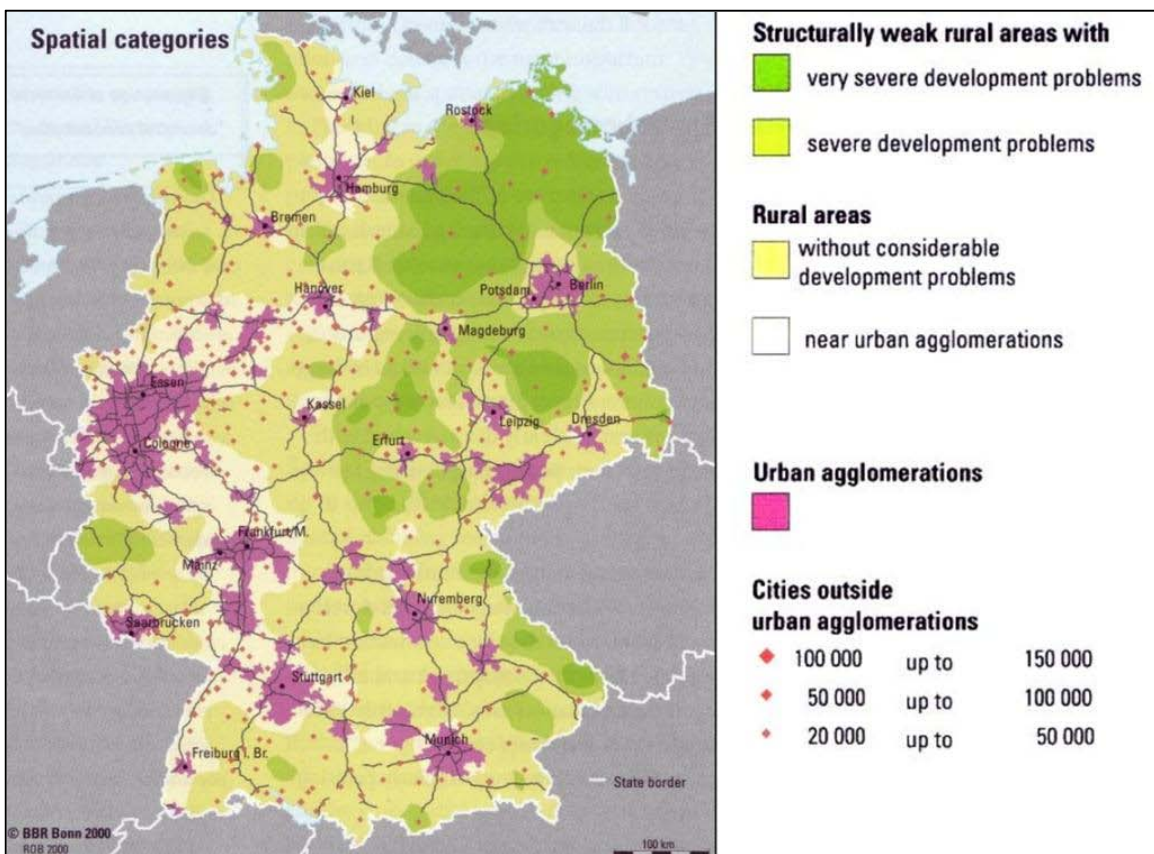 Spatial categories
Kiel
Rostock
Hamburg
Bremen
Hanover
Potsdam
Berlin
Magdeburg
Essen
Kassel
Leipzig
Dresden
Cologne
Erfurt
Frankfurt/M.
Mainz
Nuremberg
Saarbrücken
Stuttgart
Freiburg i. Br.
Munich
State border
© BBR Bonn 2000
ROB 2000
100 km
Structurally weak rural areas with
very severe development problems
severe development problems
Rural areas
without considerable
development problems
near urban agglomerations
Urban agglomerations
Cities outside
urban agglomerations
100 000 up to 150 000
50 000 up to 100 000
20 000 up to 50 000